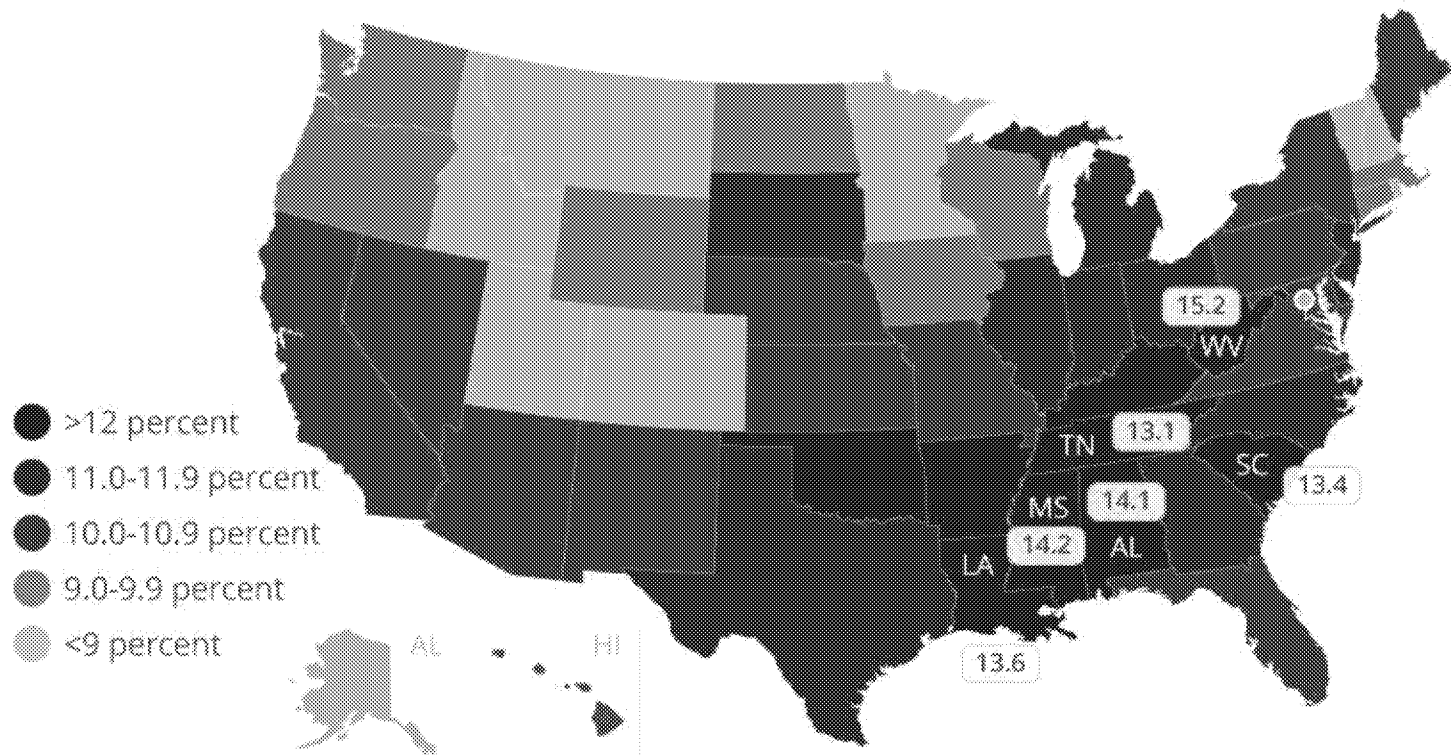 15.2
WV
>12 percent
11.0-11.9 percent
10.0-10.9 percent
9.0-9.9 percent
<9 percent
TN
13.1
SC
13.4
MS
14.1
14.2
AL
LA
13.6
AL
HI